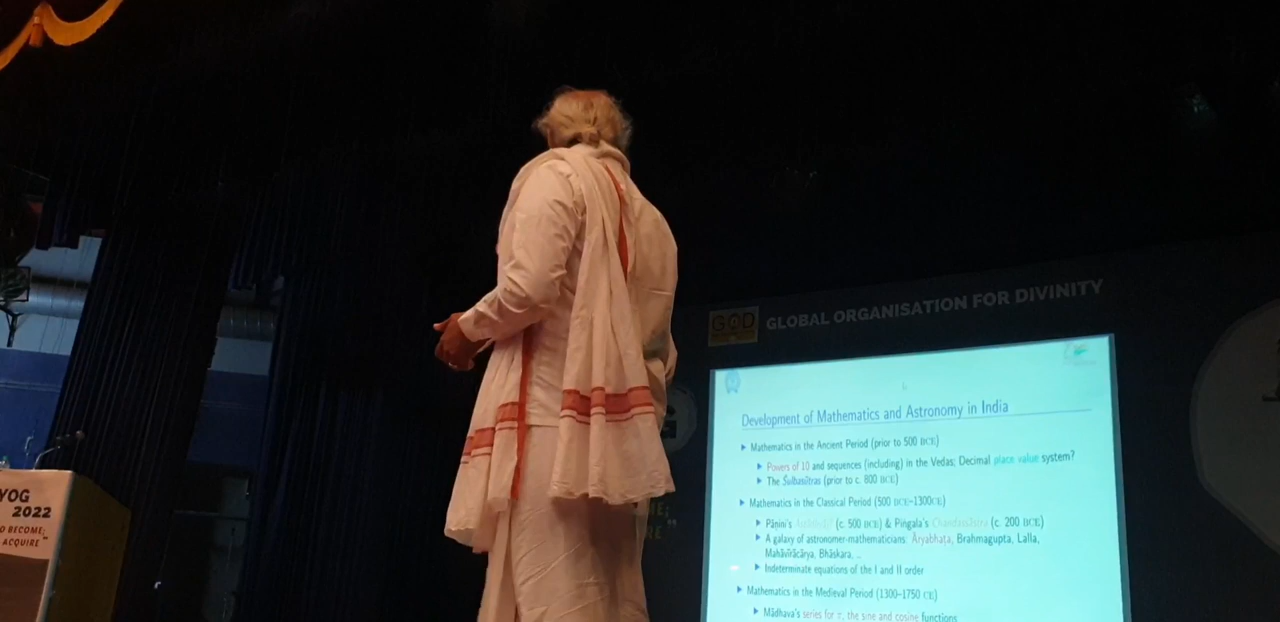 GOD
GLOBAL ORGANISATION FOR DIVINITY
Development of Mathematics and Astronomy in India
Mathematics in the Ancient Period (prior to 500 BCE)
Powers of 10 and sequences (including) in the Vedas; Decimal place value system?
The Śulbasūtras (prior to c. 800 BCE)
Mathematics in the Classical Period (500 BCE–1300CE)
Pāṇini's Aṣṭādhyāyī (c. 500 BCE) & Pingala's Chandaśśāstra (c. 200 BCE)
A galaxy of astronomer-mathematicians: Āryabhaṭa, Brahmagupta, Lalla,
Mahāvīrācārya, Bhāskara, ...
Indeterminate equations of the I and II order
Mathematics in the Medieval Period (1300–1750 CE)
Mādhava's series for π, the sine and cosine functions
YOG
2022
O BECOME;
ACQUIRE"